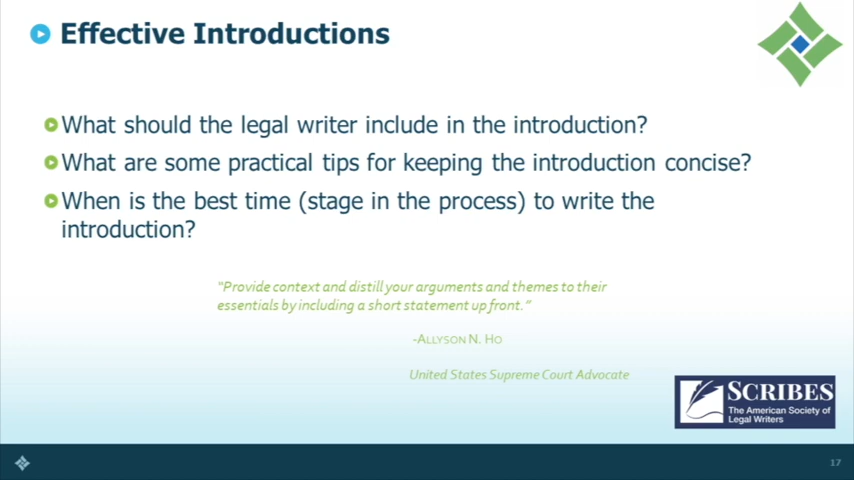 Effective Introductions
What should the legal writer include in the introduction?
What are some practical tips for keeping the introduction concise?
When is the best time (stage in the process) to write the
introduction?
"Provide context and distill your arguments and themes to their
essentials by including a short statement up front."
-ALLYSON N. HO
United States Supreme Court Advocate
SCRIBES
The American Society of
Legal Writers
17